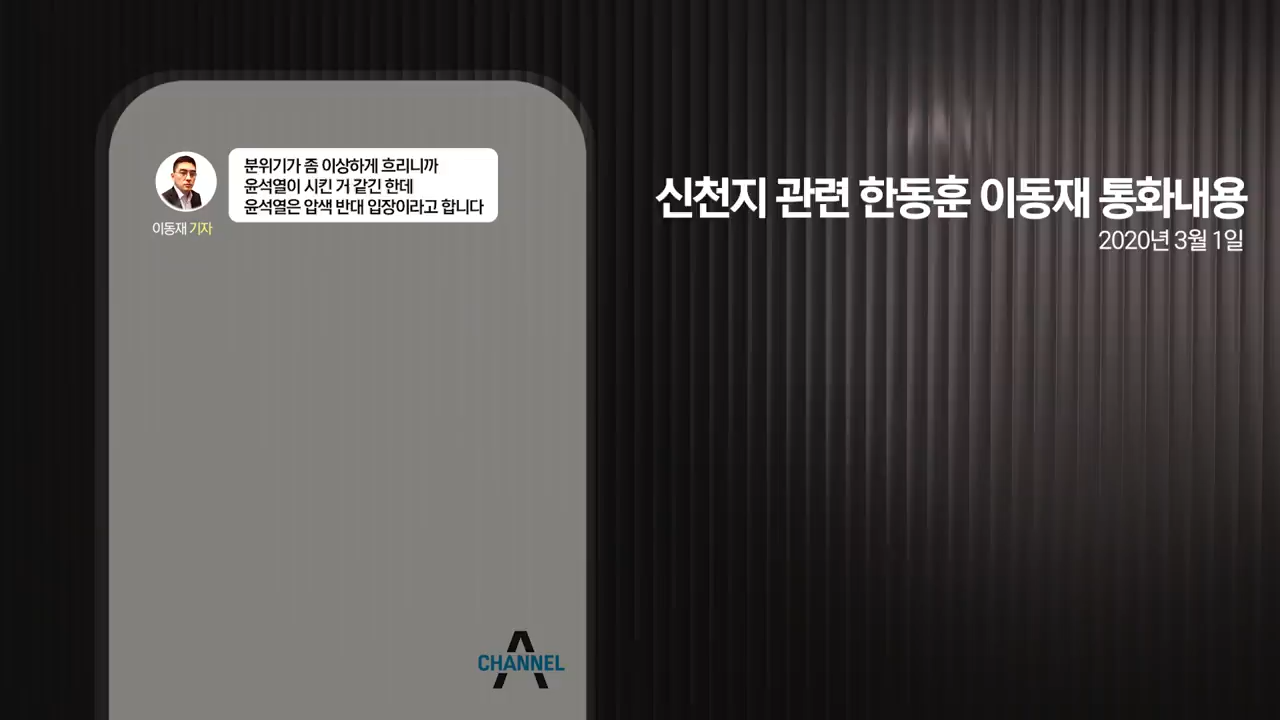 분위기가 좀 이상하게 흐리니까
윤석열이 시킨 거 같긴 한데
윤석열은 압색 반대 입장이라고 합니다
이동재 기자
신천지 관련 한동훈 이동재 통화내용
2020년 3월 1일
CHANNEL A